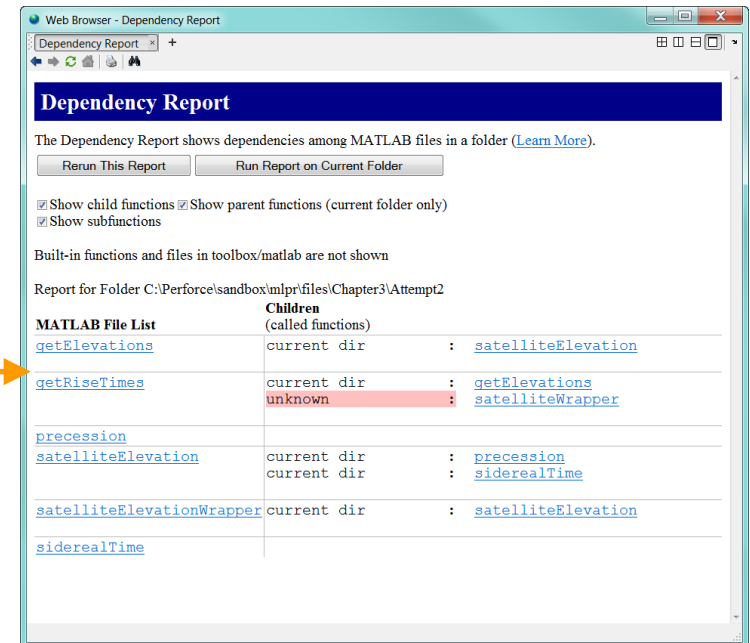 Web Browser - Dependency Report
Dependency Report × +
Dependency Report
The Dependency Report shows dependencies among MATLAB files in a folder (Learn More).
Rerun This Report Run Report on Current Folder
Show child functions Show parent functions (current folder only)
Show subfunctions
Built-in functions and files in toolbox/matlab are not shown
Report for Folder C:\Perforce\sandbox\mlpr\files\Chapter3\Attempt2
Children
MATLAB File List (called functions)
getElevations current dir : satelliteElevation
getRiseTimes current dir : getElevations
unknown : satelliteWrapper
precession
satelliteElevation current dir : precession
current dir : siderealTime
satelliteElevationWrapper current dir : satelliteElevation
siderealTime